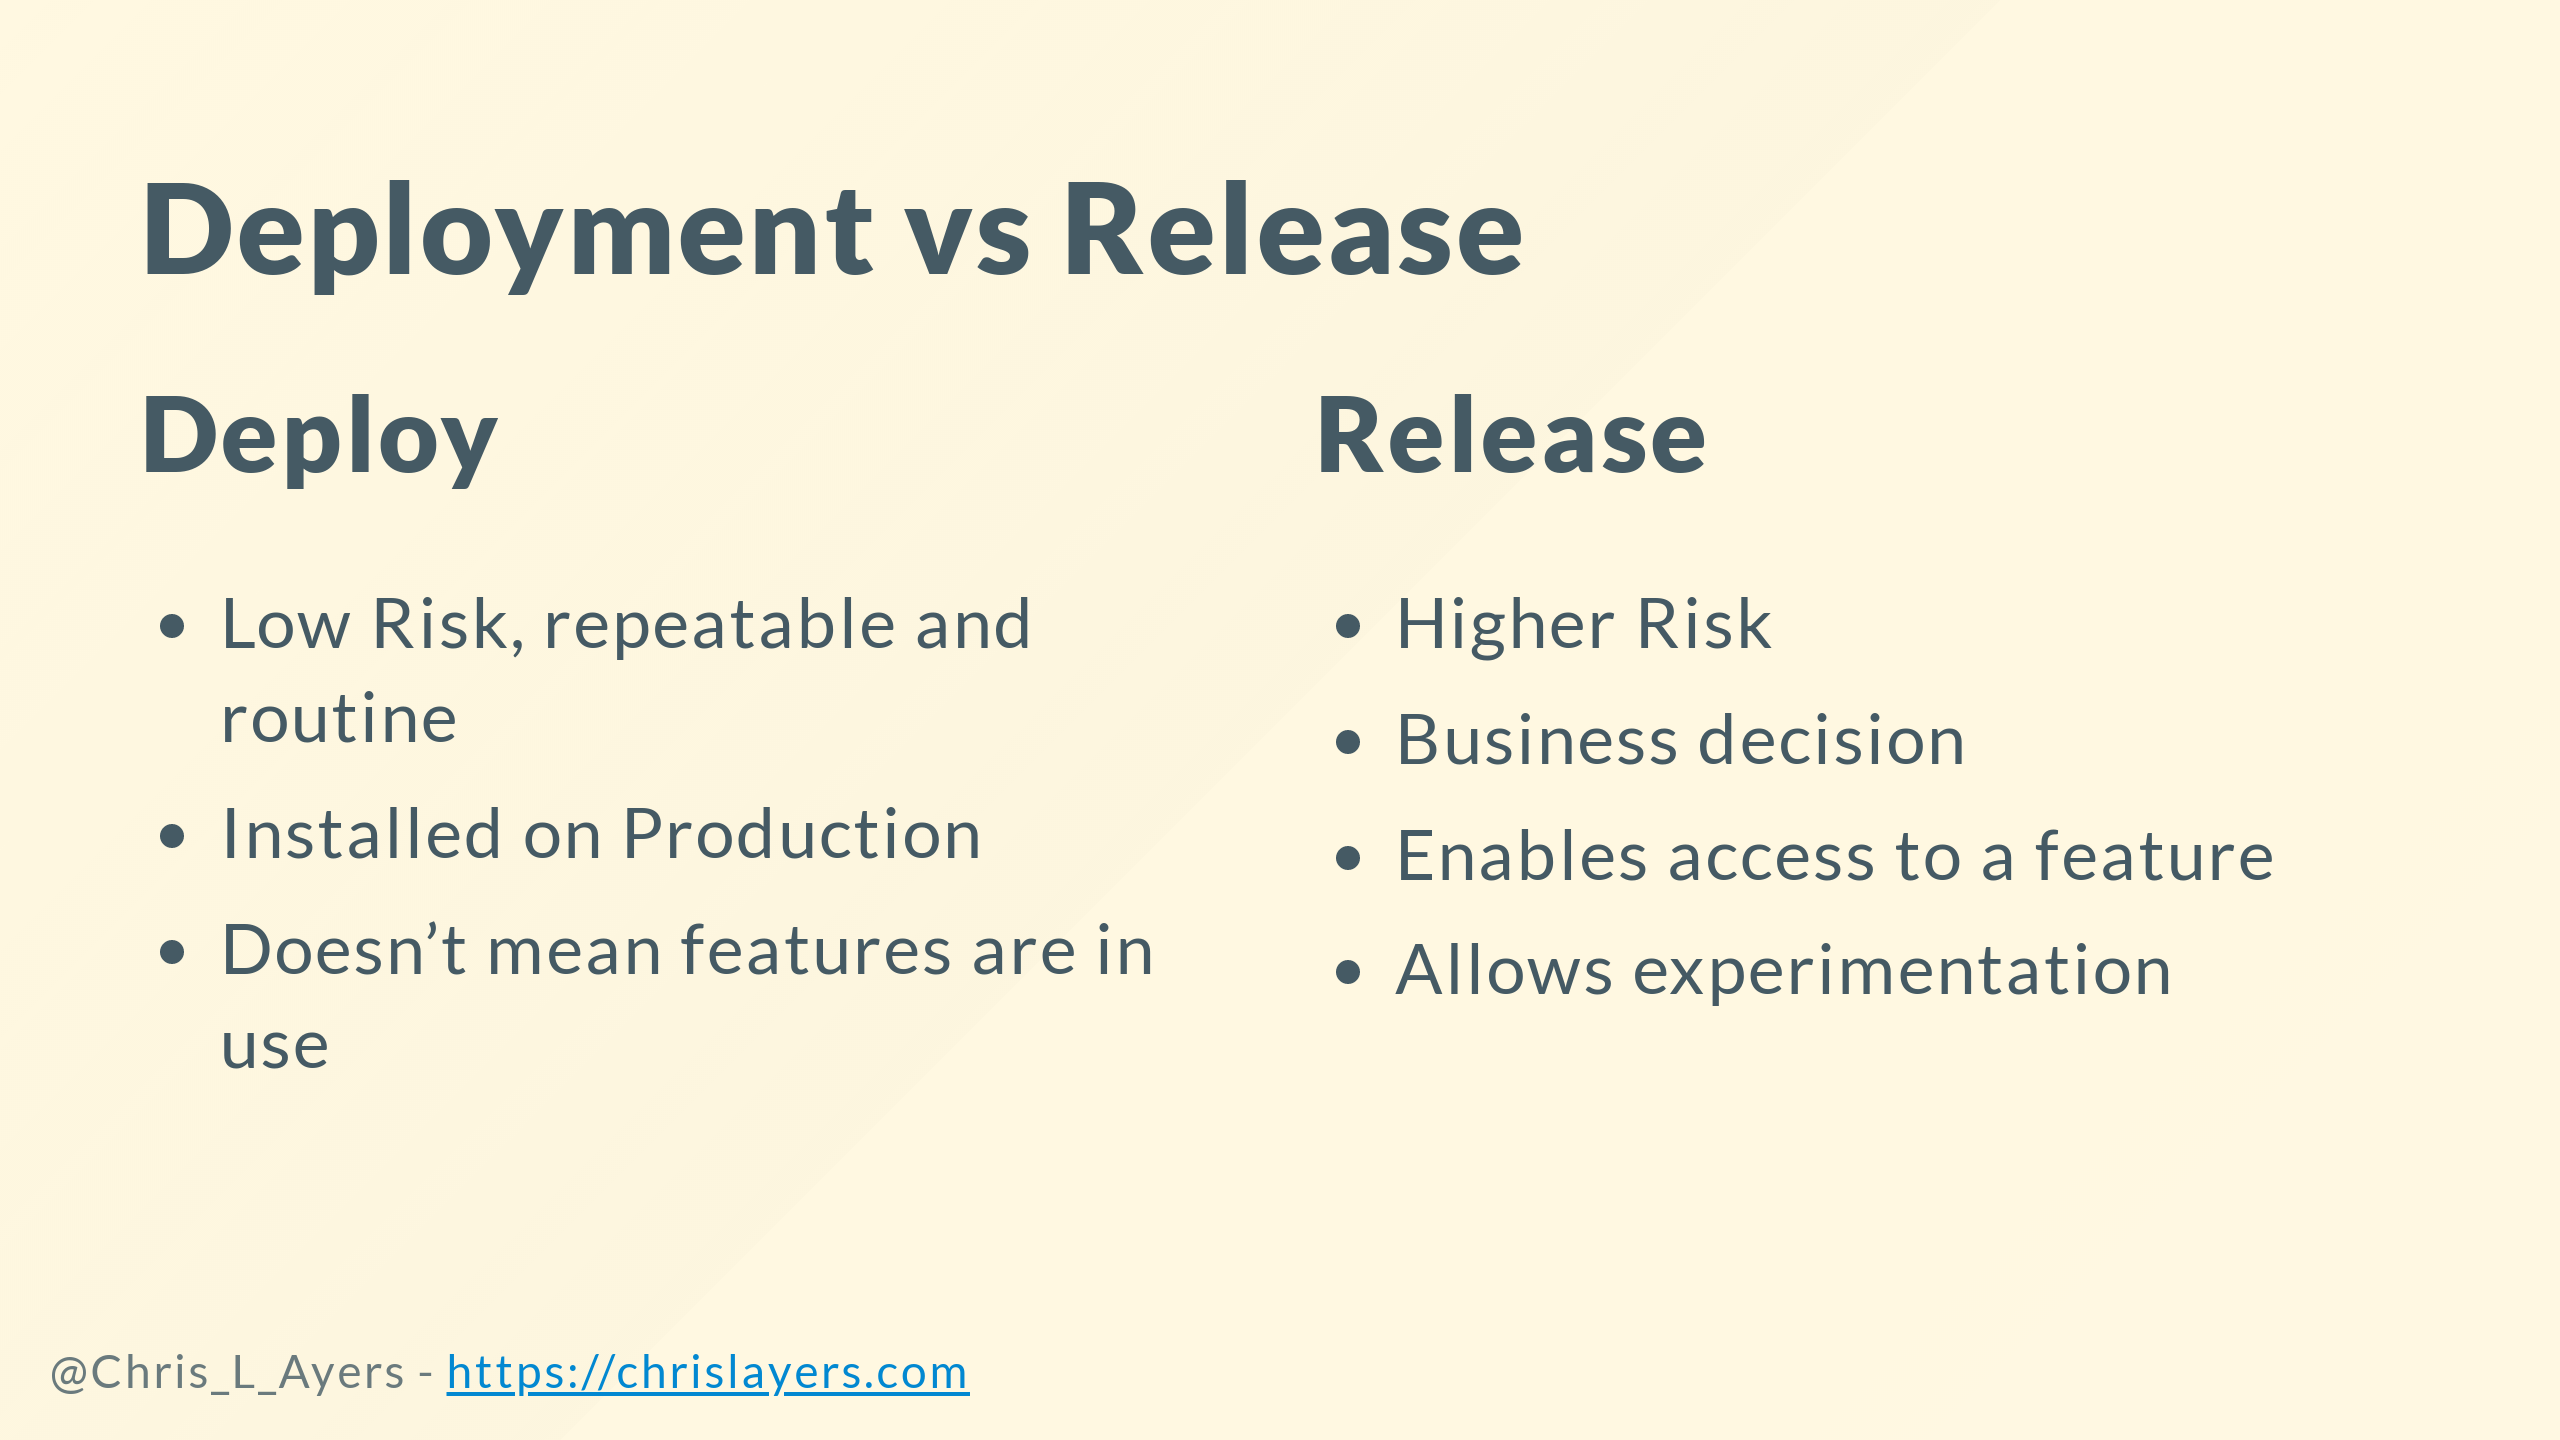 Deployment vs Release
Deploy
• Low Risk, repeatable and
routine
• Installed on Production
• Doesn’t mean features are in
use
Release
• Higher Risk
• Business decision
• Enables access to a feature
• Allows experimentation
@Chris_L_Ayers - https://chrislayers.com